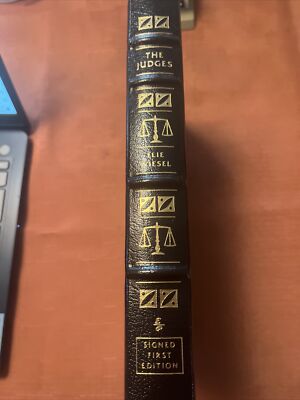 THE
JUDGES
ELIE
WIESEL
SIGNED
FIRST
EDITION